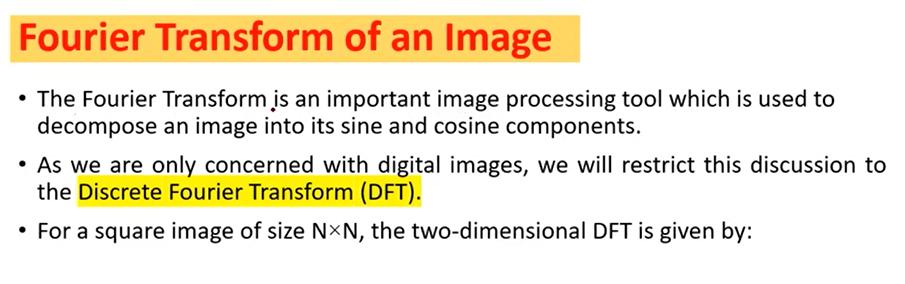 Fourier Transform of an Image
• The Fourier Transform is an important image processing tool which is used to
decompose an image into its sine and cosine components.
• As we are only concerned with digital images, we will restrict this discussion to
the Discrete Fourier Transform (DFT).
• For a square image of size N×N, the two-dimensional DFT is given by: